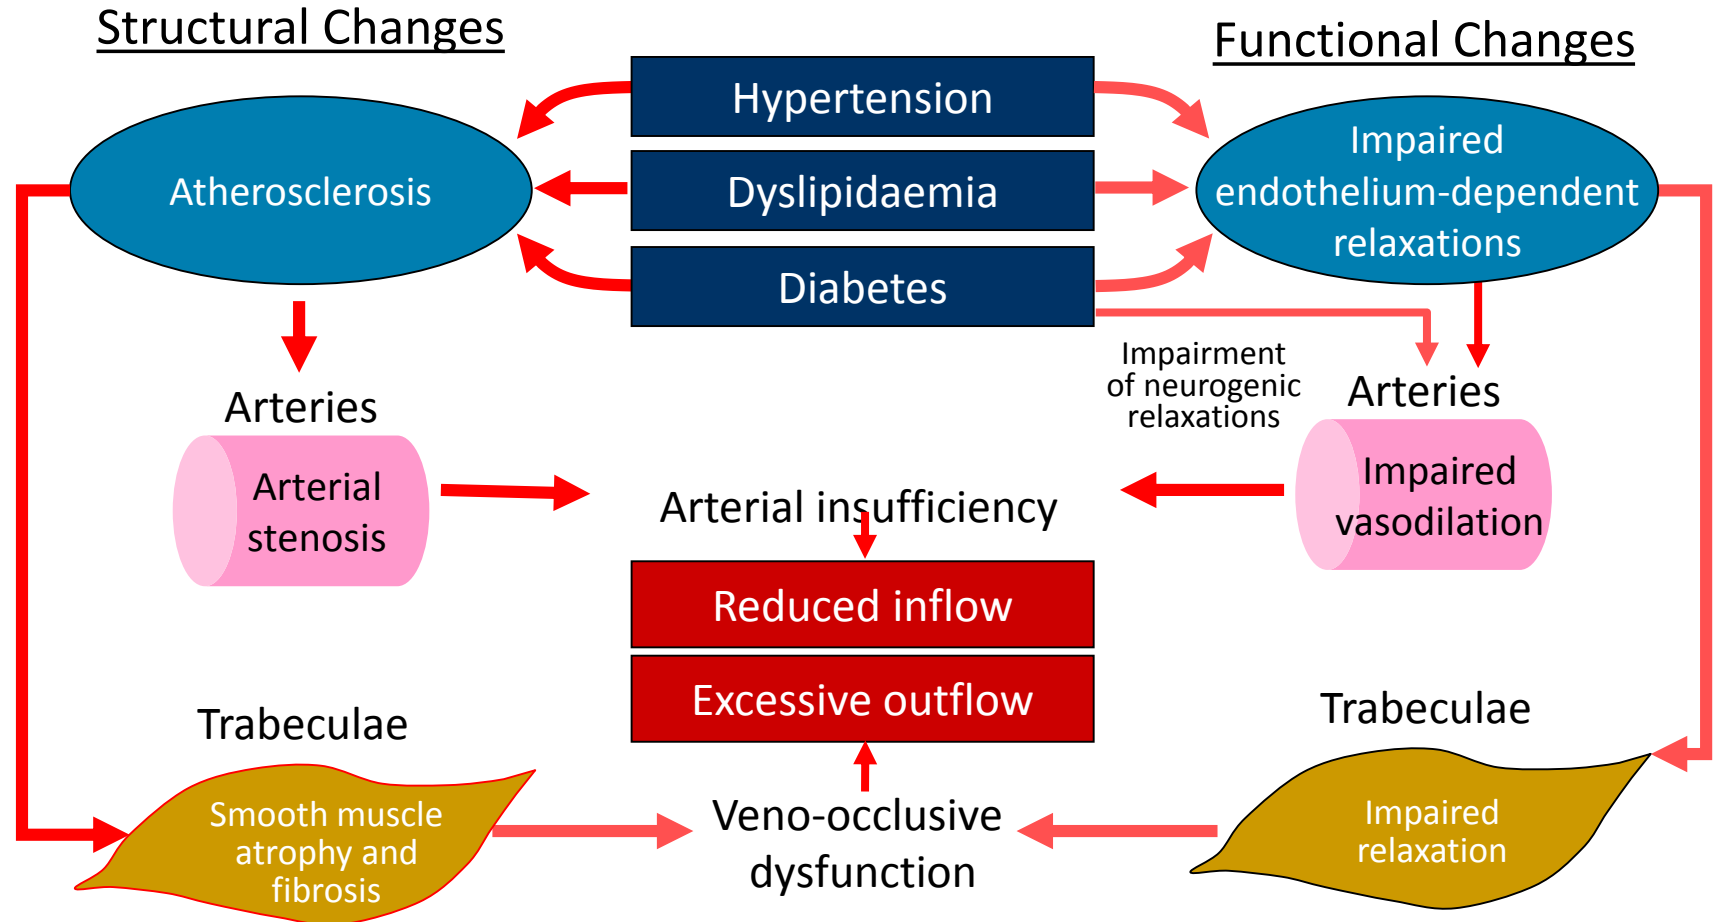 Structural Changes
Functional Changes
Hypertension
Dyslipidaemia
Diabetes
Atherosclerosis
Impaired
endothelium-dependent
relaxations
Impairment
of neurogenic
relaxations
Arteries
Arterial
stenosis
Arteries
Impaired
vasodilation
Arterial insufficiency
Reduced inflow
Excessive outflow
Trabeculae
Smooth muscle
atrophy and
fibrosis
Veno-occlusive
dysfunction
Trabeculae
Impaired
relaxation